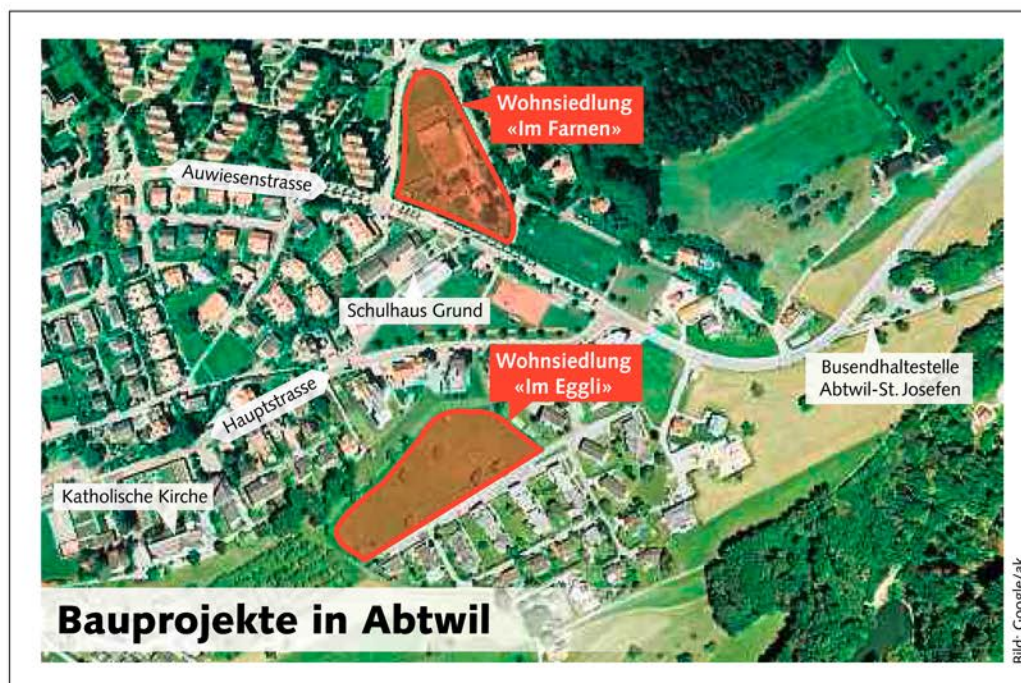 Wohnsiedlung
«Im Farnen»
Auwiesenstrasse
Schulhaus Grund
Wohnsiedlung
«Im Eggli»
Busendhaltestelle
Abtwil-St. Josefen
Hauptstrasse
Katholische Kirche
Bauprojekte in Abtwil
Bild: Google/ak